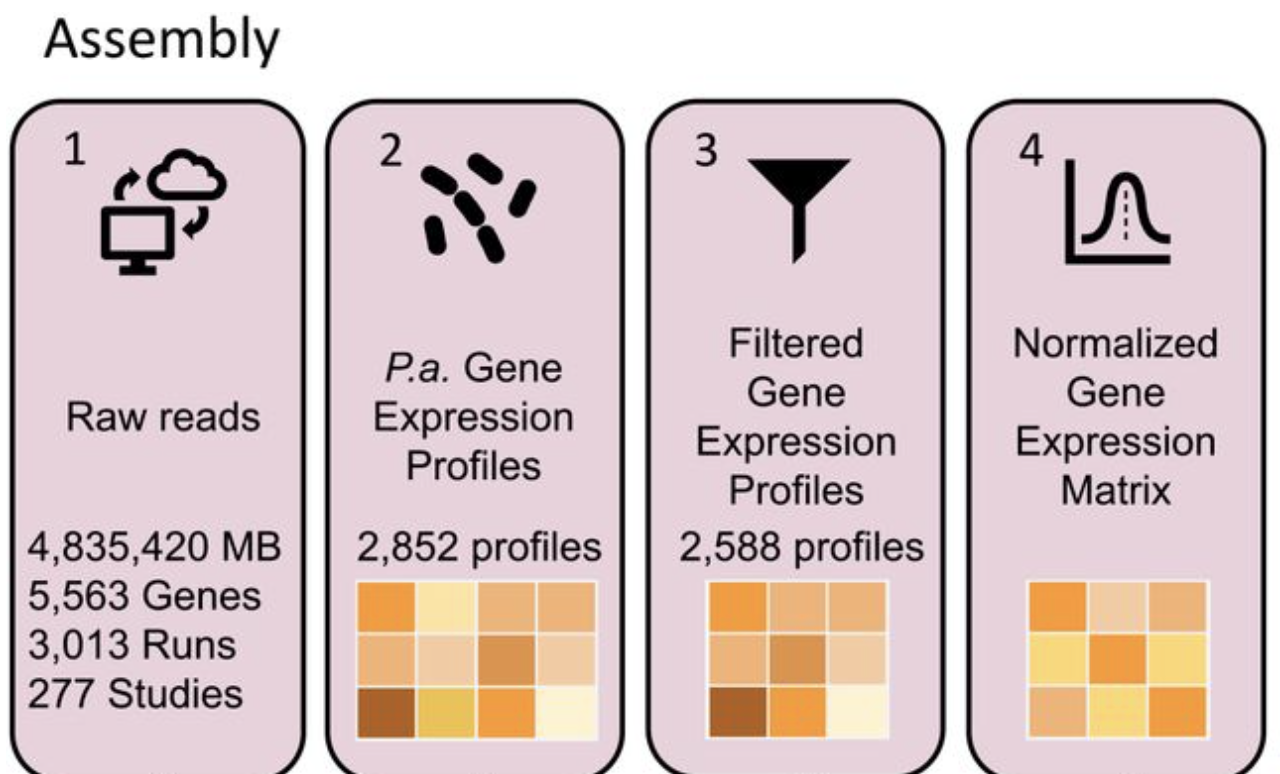 Assembly
1
Raw reads
4,835,420 MB
5,563 Genes
3,013 Runs
277 Studies
2
P.a. Gene
Expression
Profiles
2,852 profiles
3
Filtered
Gene
Expression
Profiles
2,588 profiles
4
Normalized
Gene
Expression
Matrix